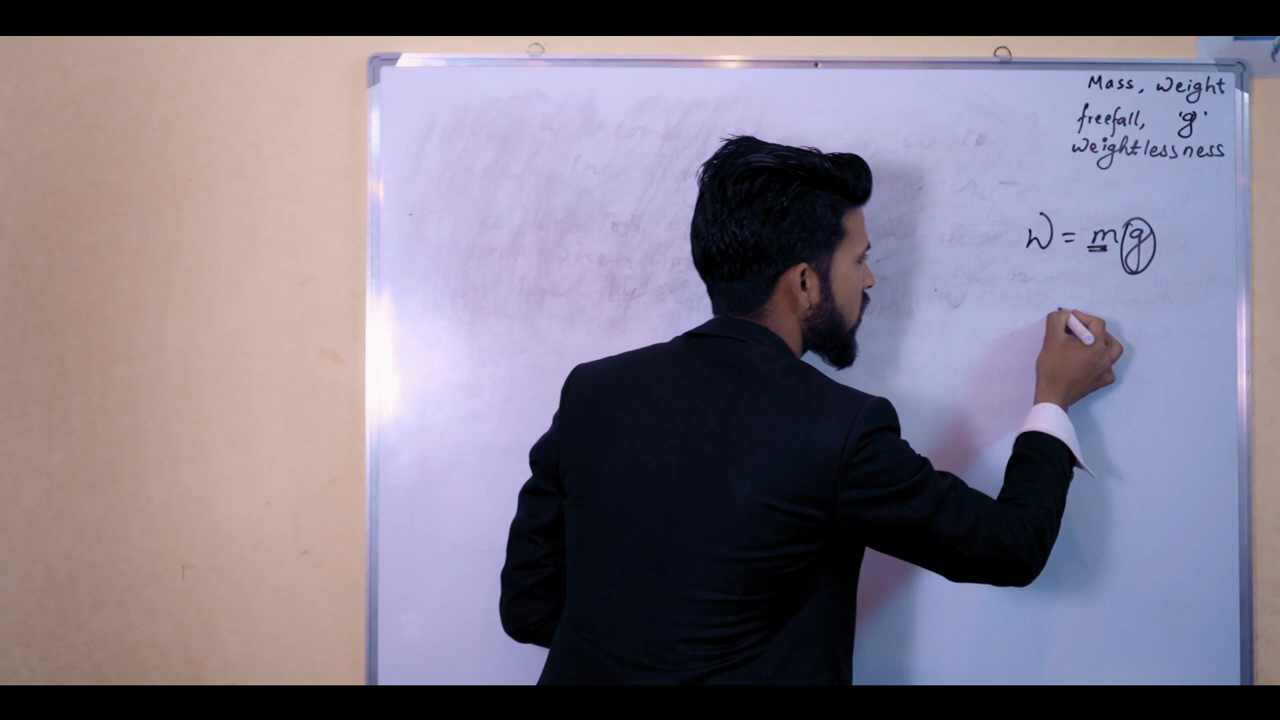 Mass, weight
freefall, 'g'
weightlessness
W = mg